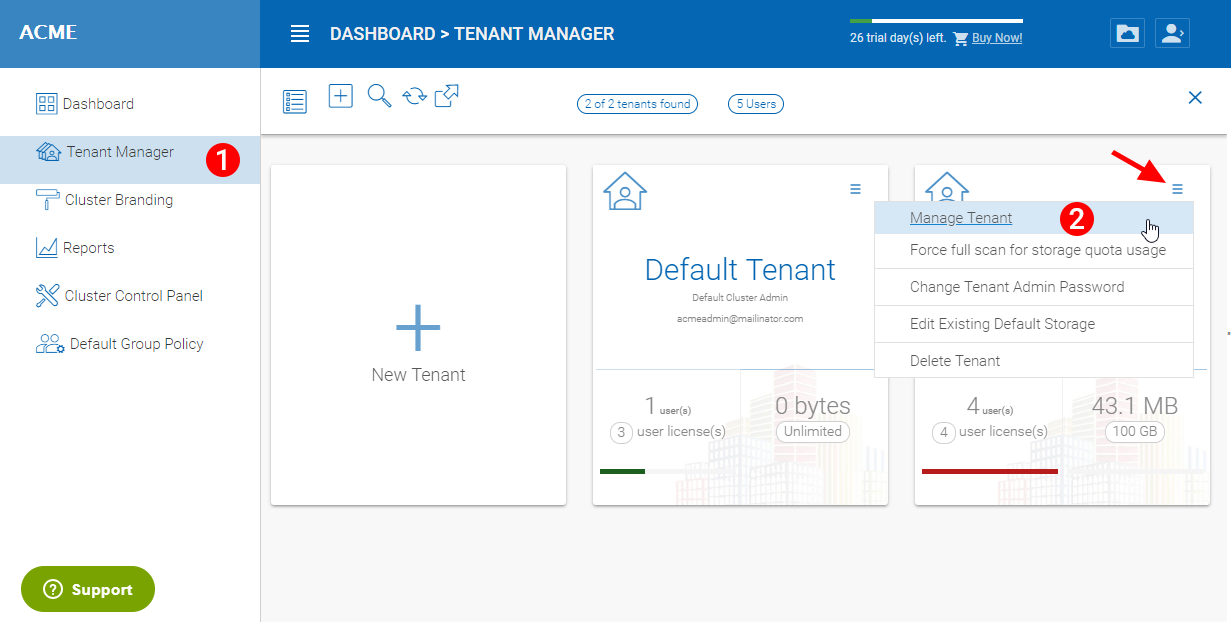 ACME
DASHBOARD > TENANT MANAGER
26 trial day(s) left. Buy Now!
Dashboard
Tenant Manager 1
Cluster Branding
Reports
Cluster Control Panel
Default Group Policy
Support
2 of 2 tenants found 5 Users
New Tenant
Default Tenant
Default Cluster Admin
acmeadmin@mailinator.com
1 user(s)
3 user license(s)
0 bytes
Unlimited
Manage Tenant 2
Force full scan for storage quota usage
Change Tenant Admin Password
Edit Existing Default Storage
Delete Tenant
4 user(s)
4 user license(s)
43.1 MB
100 GB